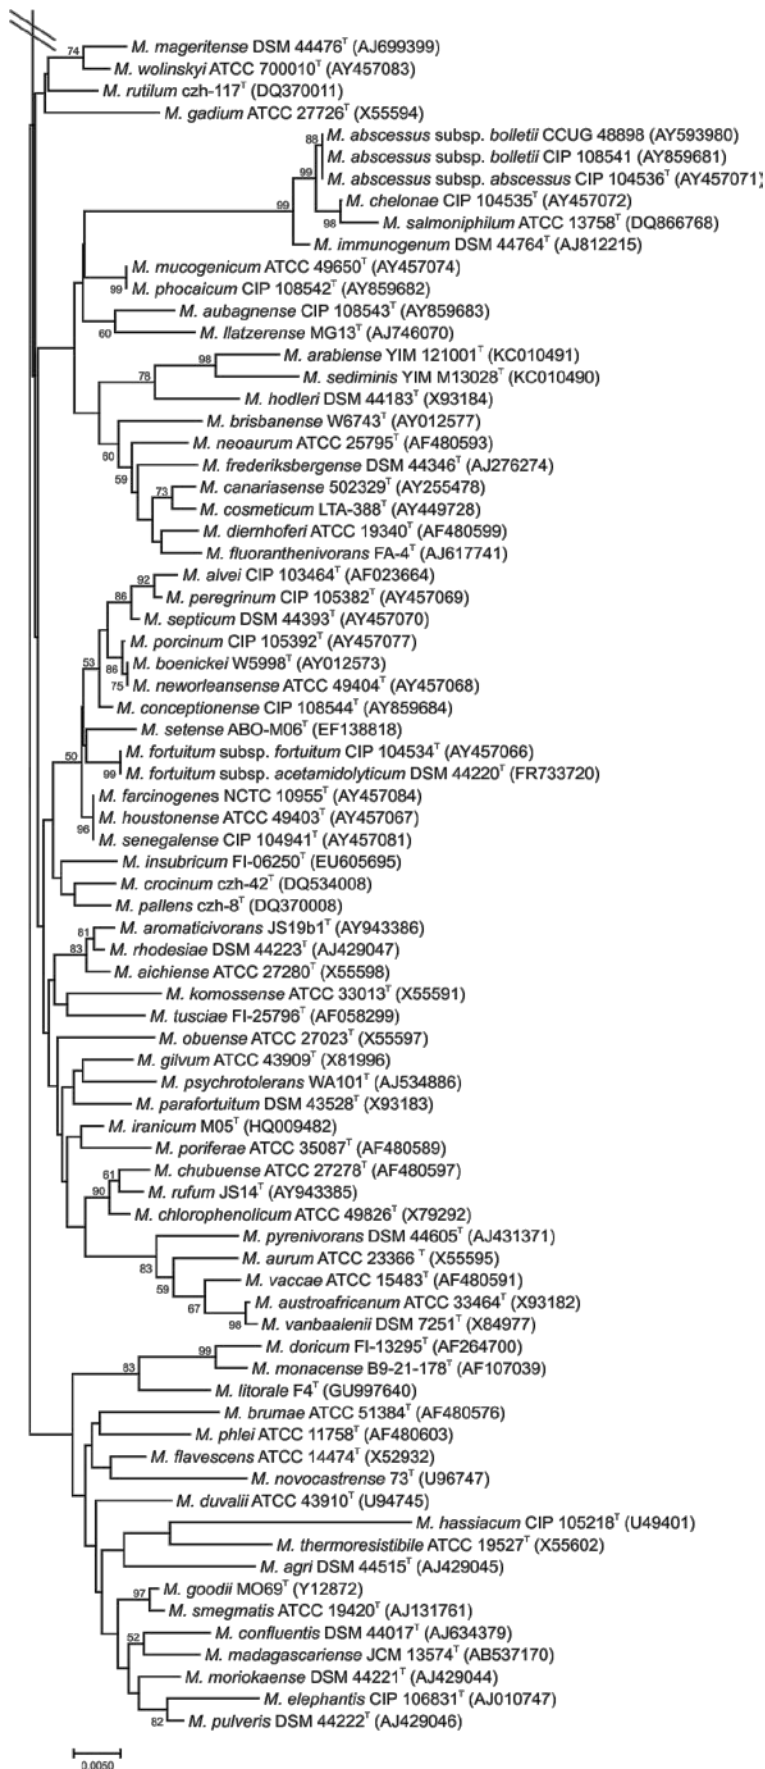 74
M. mageritense DSM 44476T (AJ699399)
M. wolinskyi ATCC 700010T (AY457083)
M. rutilum czh-117T (DQ370011)
M. gadium ATCC 27726T (X55594)
88
M. abscessus subsp. bolletii CCUG 48898 (AY593980)
M. abscessus subsp. bolletii CIP 108541 (AY859681)
99
M. abscessus subsp. abscessus CIP 104536T (AY457071)
99
M. chelonae CIP 104535T (AY457072)
98
M. salmoniphilum ATCC 13758T (DQ866768)
M. immunogenum DSM 44764T (AJ812215)
M. mucogenicum ATCC 49650T (AY457074)
99
M. phocaicum CIP 108542T (AY859682)
M. aubagnense CIP 108543T (AY859683)
60
M. llatzerense MG13T (AJ746070)
98
M. arabiense YIM 121001T (KC010491)
78
M. sediminis YIM M13028T (KC010490)
M. hodleri DSM 44183T (X93184)
M. brisbanense W6743T (AY012577)
60
M. neoaurum ATCC 25795T (AF480593)
59
M. frederiksbergense DSM 44346T (AJ276274)
73
M. canariasense 502329T (AY255478)
M. cosmeticum LTA-388T (AY449728)
M. diernhoferi ATCC 19340T (AF480599)
M. fluoranthenivorans FA-4T (AJ617741)
92
M. alvei CIP 103464T (AF023664)
86
M. peregrinum CIP 105382T (AY457069)
M. septicum DSM 44393T (AY457070)
M. porcinum CIP 105392T (AY457077)
53
86
M. boenickei W5998T (AY012573)
75
M. neworleansense ATCC 49404T (AY457068)
M. conceptionense CIP 108544T (AY859684)
M. setense ABO-M06T (EF138818)
50
M. fortuitum subsp. fortuitum CIP 104534T (AY457066)
99
M. fortuitum subsp. acetamidolyticum DSM 44220T (FR733720)
M. farcinogenes NCTC 10955T (AY457084)
M. houstonense ATCC 49403T (AY457067)
96
M. senegalense CIP 104941T (AY457081)
M. insubricum FI-06250T (EU605695)
M. crocinum czh-42T (DQ534008)
M. pallens czh-8T (DQ370008)
81
M. aromaticivorans JS19b1T (AY943386)
83
M. rhodesiae DSM 44223T (AJ429047)
M. aichiense ATCC 27280T (X55598)
M. komossense ATCC 33013T (X55591)
M. tusciae FI-25796T (AF058299)
M. obuense ATCC 27023T (X55597)
M. gilvum ATCC 43909T (X81996)
M. psychrotolerans WA101T (AJ534886)
M. parafortuitum DSM 43528T (X93183)
M. iranicum M05T (HQ009482)
M. poriferae ATCC 35087T (AF480589)
61
M. chubuense ATCC 27278T (AF480597)
90
M. rufum JS14T (AY943385)
M. chlorophenolicum ATCC 49826T (X79292)
M. pyrenivorans DSM 44605T (AJ431371)
83
M. aurum ATCC 23366 T (X55595)
59
M. vaccae ATCC 15483T (AF480591)
67
M. austroafricanum ATCC 33464T (X93182)
98
M. vanbaalenii DSM 7251T (X84977)
99
M. doricum FI-13295T (AF264700)
83
M. monacense B9-21-178T (AF107039)
M. litorale F4T (GU997640)
M. brumae ATCC 51384T (AF480576)
M. phlei ATCC 11758T (AF480603)
M. flavescens ATCC 14474T (X52932)
M. novocastrense 73T (U96747)
M. duvalii ATCC 43910T (U94745)
M. hassiacum CIP 105218T (U49401)
M. thermoresistibile ATCC 19527T (X55602)
M. agri DSM 44515T (AJ429045)
97
M. goodii MO69T (Y12872)
M. smegmatis ATCC 19420T (AJ131761)
52
M. confluentis DSM 44017T (AJ634379)
M. madagascariense JCM 13574T (AB537170)
M. moriokaense DSM 44221T (AJ429044)
M. elephantis CIP 106831T (AJ010747)
82
M. pulveris DSM 44222T (AJ429046)
0.0050